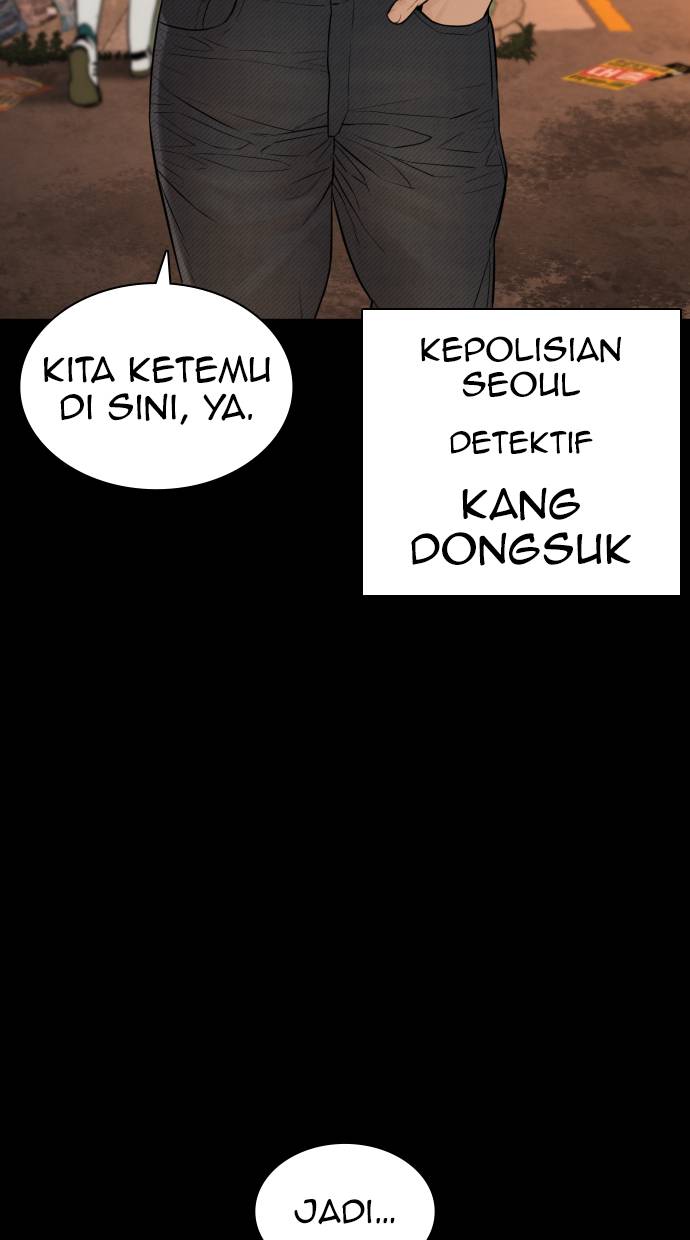 KITA KETEMU
DI SINI, YA.
KEPOLISIAN
SEOUL
DETEKTIF
KANG
DONGSUK
JADI...